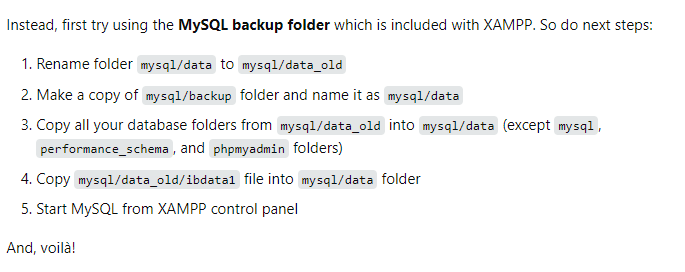 Instead, first try using the MySQL backup folder which is included with XAMPP. So do next steps:
1. Rename folder mysql/data to mysql/data_old
2. Make a copy of mysql/backup folder and name it as mysql/data
3. Copy all your database folders from mysql/data_old into mysql/data (except mysql,
performance_schema, and phpmyadmin folders)
4. Copy mysql/data_old/ibdata1 file into mysql/data folder
5. Start MySQL from XAMPP control panel
And, voilà!